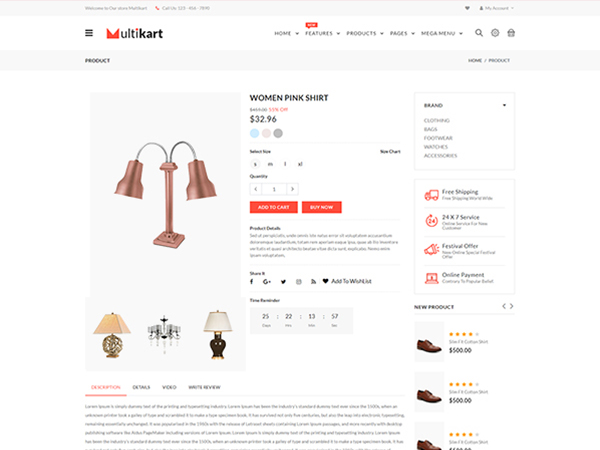 Welcome to Our store Multikart
Call Us: 123 - 456 - 7890
My Account
Multikart
HOME
NEW
FEATURES
PRODUCTS
PAGES
MEGA MENU
PRODUCT
HOME / PRODUCT
WOMEN PINK SHIRT
$459.00 55% Off
$32.96
Select Size
Size Chart
s m l xl
Quantity
1
ADD TO CART
BUY NOW
Product Details
Sed ut perspiciatis unde omnis iste natus error sit voluptatem accusantium
doloremque laudantium, totam rem aperiam eaque ipsa, quae ab illo inventore
veritatis et quasi architecto beatae vitae dicta sunt, explicabo. Nemo enim
ipsam voluptatem,
Share It
Add To WishList
Time Reminder
25 : 22 : 13 : 57
Days Hrs Min Sec
BRAND
CLOTHING
BAGS
FOOTWEAR
WATCHES
ACCESSORIES
Free Shipping
Free Shipping World Wide
24 X 7 Service
Online Service For New
Customer
Festival Offer
New Online Special Festival
Offer
Online Payment
Contrary To Popular Belief.
NEW PRODUCT
Slim Fit Cotton Shirt
$500.00
Slim Fit Cotton Shirt
$500.00
DESCRIPTION
DETAILS
VIDEO
WRITE REVIEW
Lorem Ipsum is simply dummy text of the printing and typesetting industry. Lorem Ipsum has been the industry's standard dummy text ever since the 1500s, when an
unknown printer took a galley of type and scrambled it to make a type specimen book. It has survived not only five centuries, but also the leap into electronic typesetting, remaining
essentially unchanged. It was popularised in the 1960s with the release of Letraset sheets containing Lorem Ipsum passages, and more recently with desktop publishing
software like Aldus PageMaker including versions of Lorem Ipsum. Lorem Ipsum is simply dummy text of the printing and typesetting industry. Lorem Ipsum has been the
industry's standard dummy text ever since the 1500s, when an unknown printer took a galley of type and scrambled it to make a type specimen book. It has survived not only